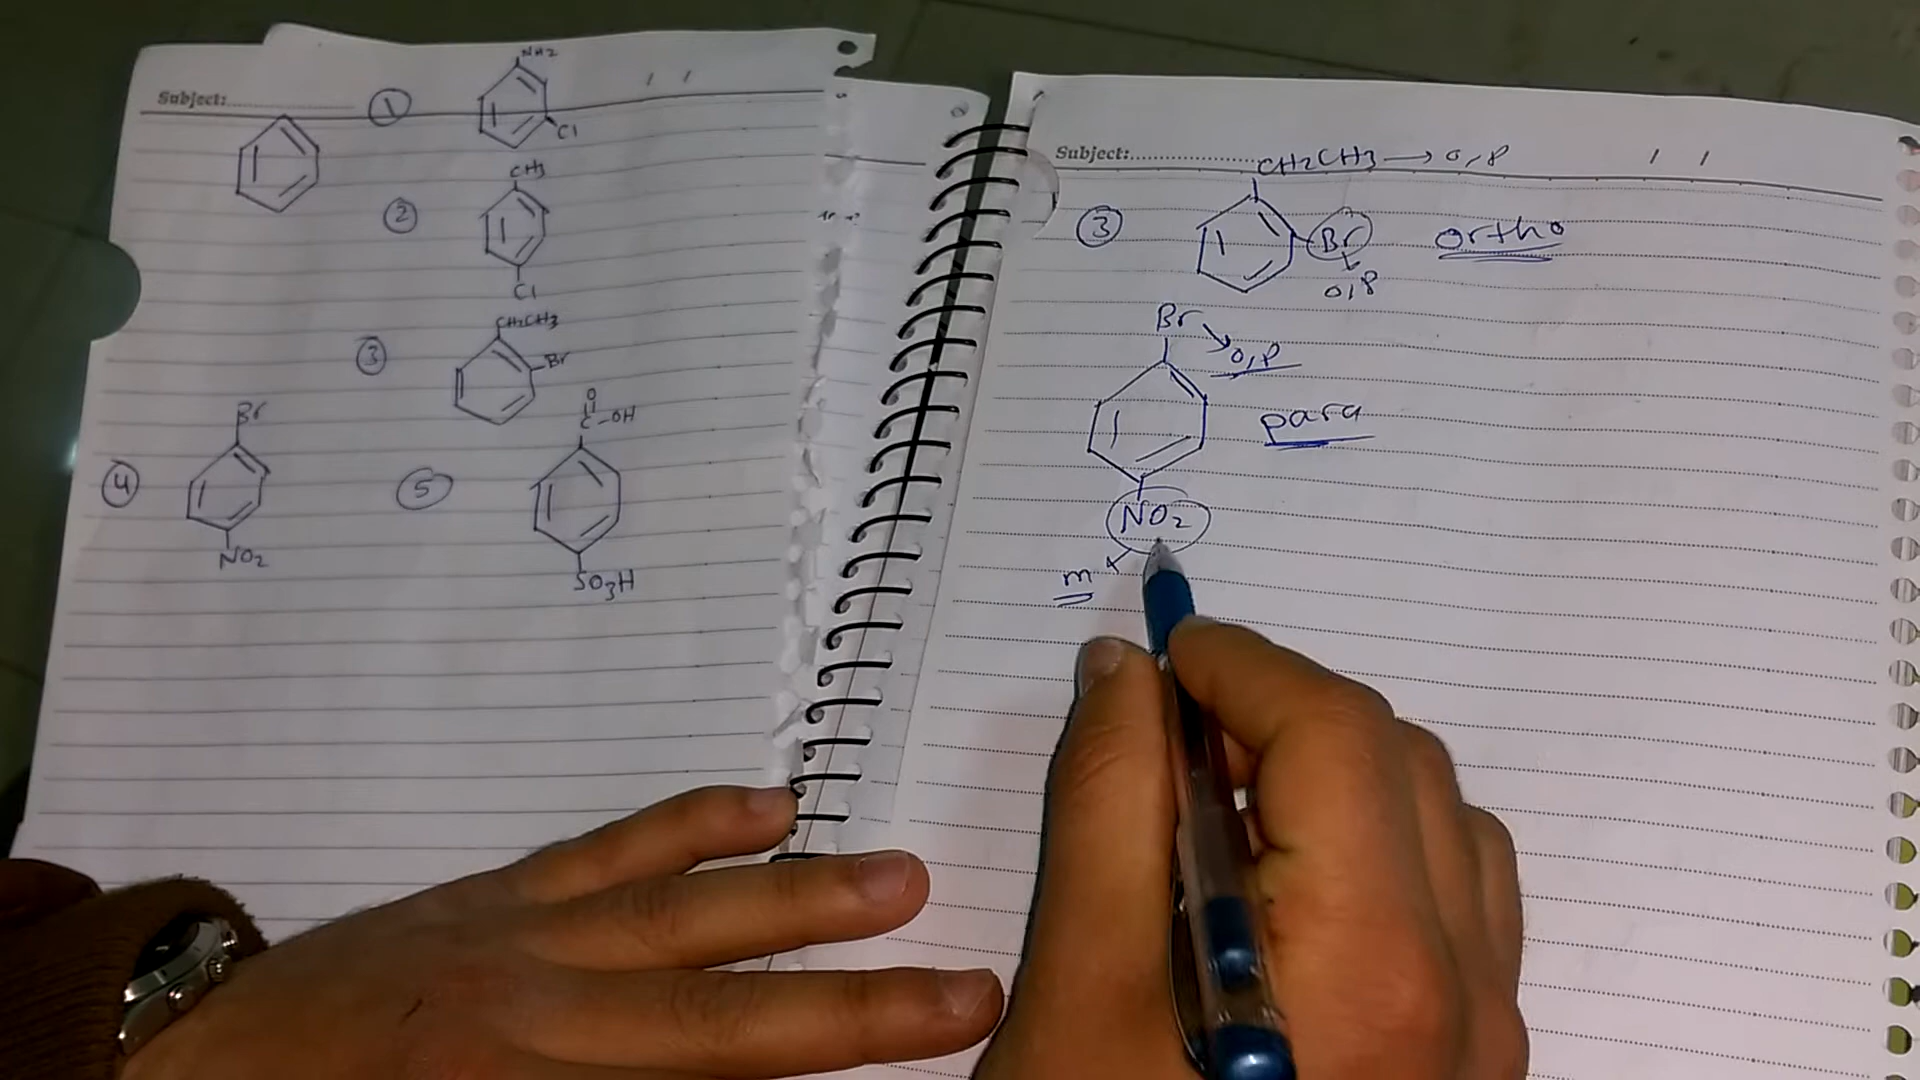 Subject:
1
NH2
Cl
2
CH3
Cl
3
CH2CH3
Br
4
Br
NO2
5
O
C-OH
SO3H
Subject:
CH2CH3 → o,p
3
Br
ortho
o,p
Br
o,p
para
NO2
m